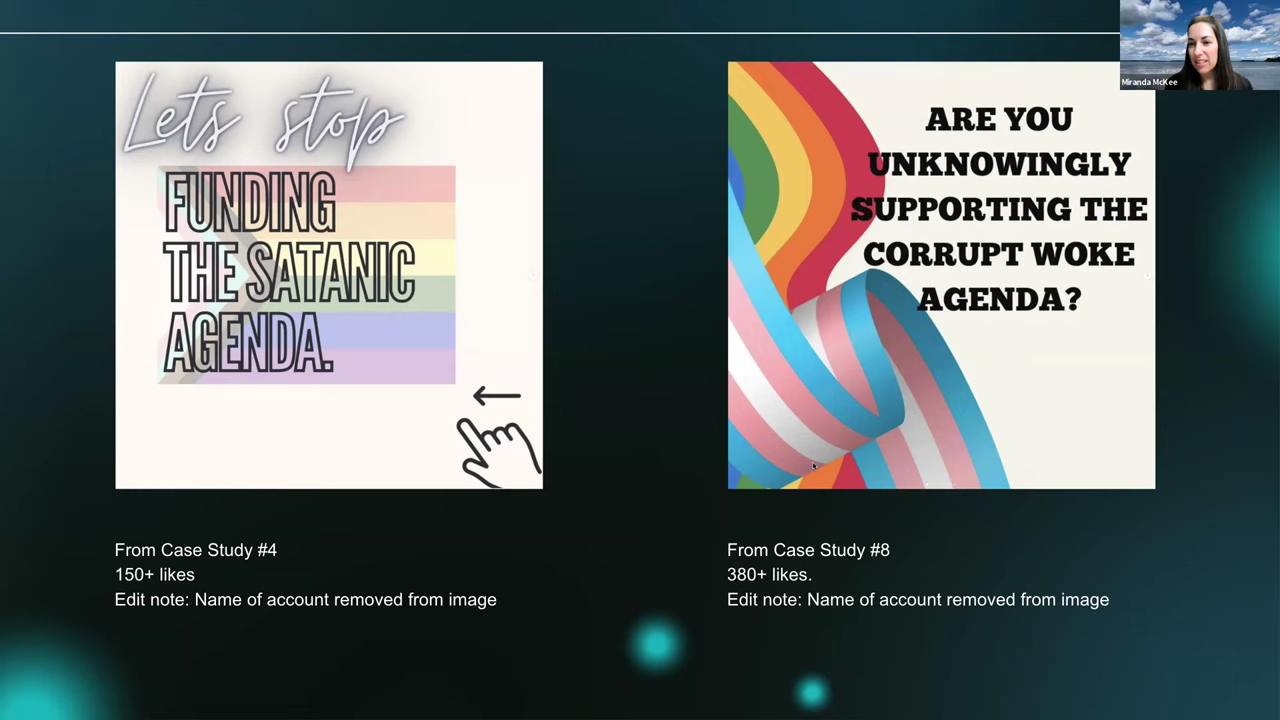 Lets stop
FUNDING
THE SATANIC
AGENDA.
ARE YOU
UNKNOWINGLY
SUPPORTING THE
CORRUPT WOKE
AGENDA?
Miranda McKee
From Case Study #4
150+ likes
Edit note: Name of account removed from image
From Case Study #8
380+ likes.
Edit note: Name of account removed from image